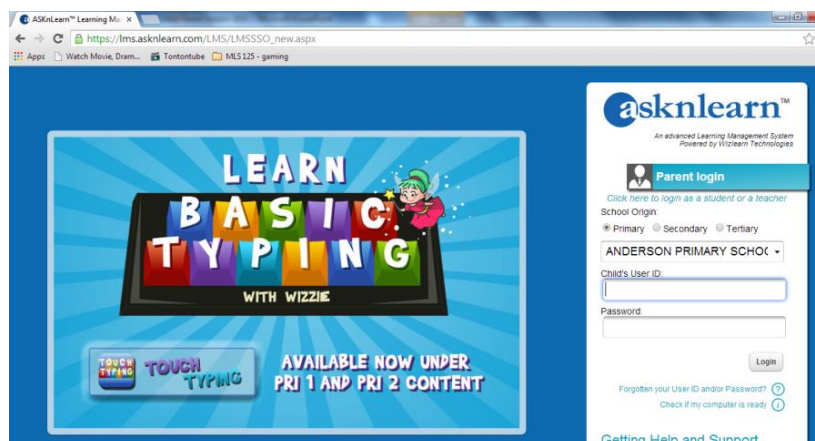 ASKnLearn™ Learning Ma
https://lms.asknlearn.com/LMS/LMSSSO_new.aspx
Apps Watch Movie, Dram... Tontontube MLS 125 - gaming
LEARN
BASIC
TYPING
WITH WIZZIE
TOUCH TYPING
TOUCH
TYPING
AVAILABLE NOW UNDER
PRI 1 AND PRI 2 CONTENT
asknlearn™
An advanced Learning Management System
Powered by Wizlearn Technologies
Parent login
Click here to login as a student or a teacher
School Origin:
Primary Secondary Tertiary
ANDERSON PRIMARY SCHO
Child's User ID:
Password:
Login
Forgotten your User ID and/or Password? ?
Check if my computer is ready i
Getting Help and Support